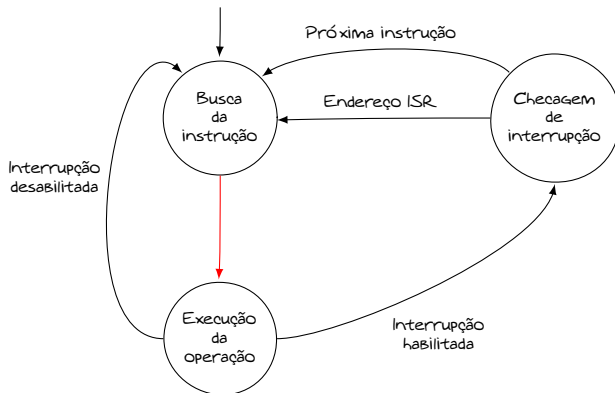 Próxima instrução
Busca
da
instrução
Endereço ISR
Checagem
de
interrupção
Interrupção
desabilitada
Execução
da
operação
Interrupção
habilitada